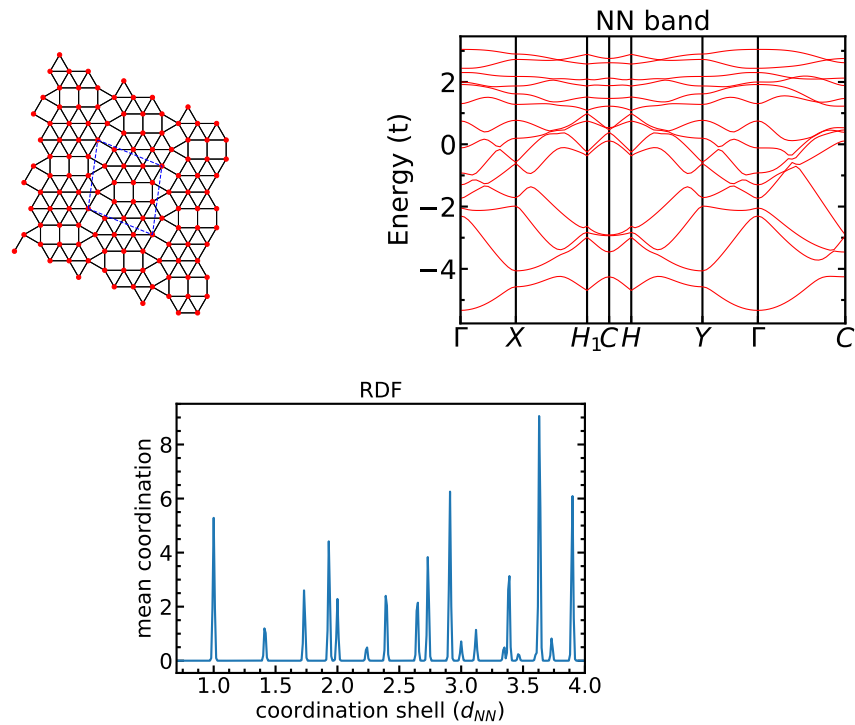 NN band
Energy (t)
2
0
−2
−4
Γ X H₁ C H Y Γ C
RDF
mean coordination
8
6
4
2
0
1.0 1.5 2.0 2.5 3.0 3.5 4.0
coordination shell (d_NN)